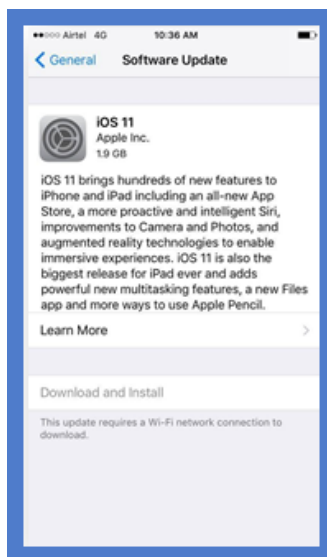 Airtel 4G 10:36 AM
General Software Update
iOS 11
Apple Inc.
1.9 GB
iOS 11 brings hundreds of new features to
iPhone and iPad including an all-new App
Store, a more proactive and intelligent Siri,
improvements to Camera and Photos, and
augmented reality technologies to enable
immersive experiences. iOS 11 is also the
biggest release for iPad ever and adds
powerful new multitasking features, a new Files
app and more ways to use Apple Pencil.
Learn More
Download and Install
This update requires a Wi-Fi network connection to
download.